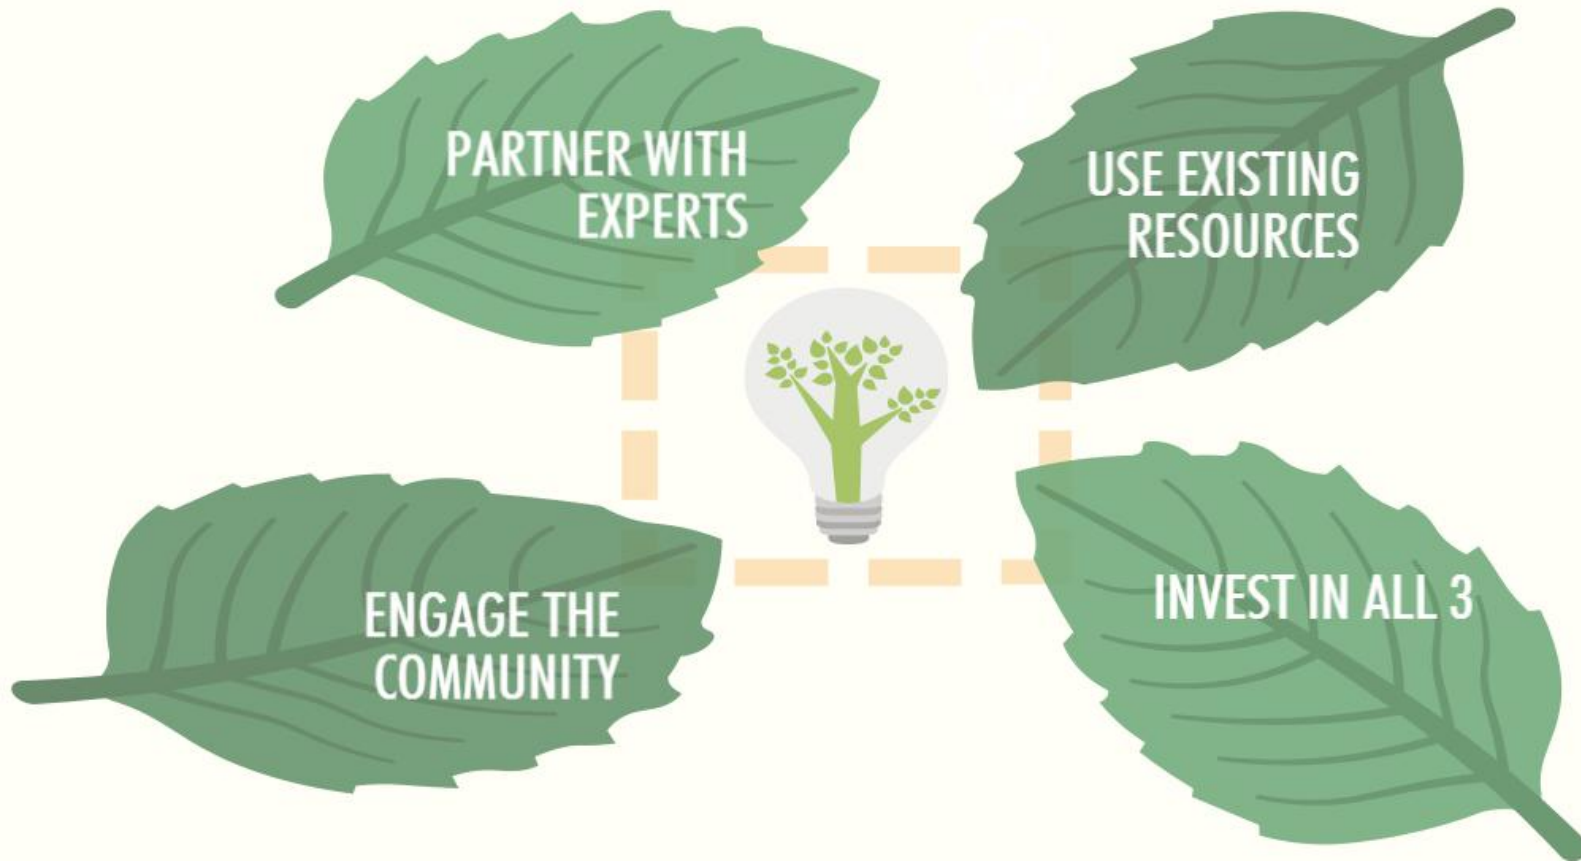 PARTNER WITH
EXPERTS
USE EXISTING
RESOURCES
ENGAGE THE
COMMUNITY
INVEST IN ALL 3